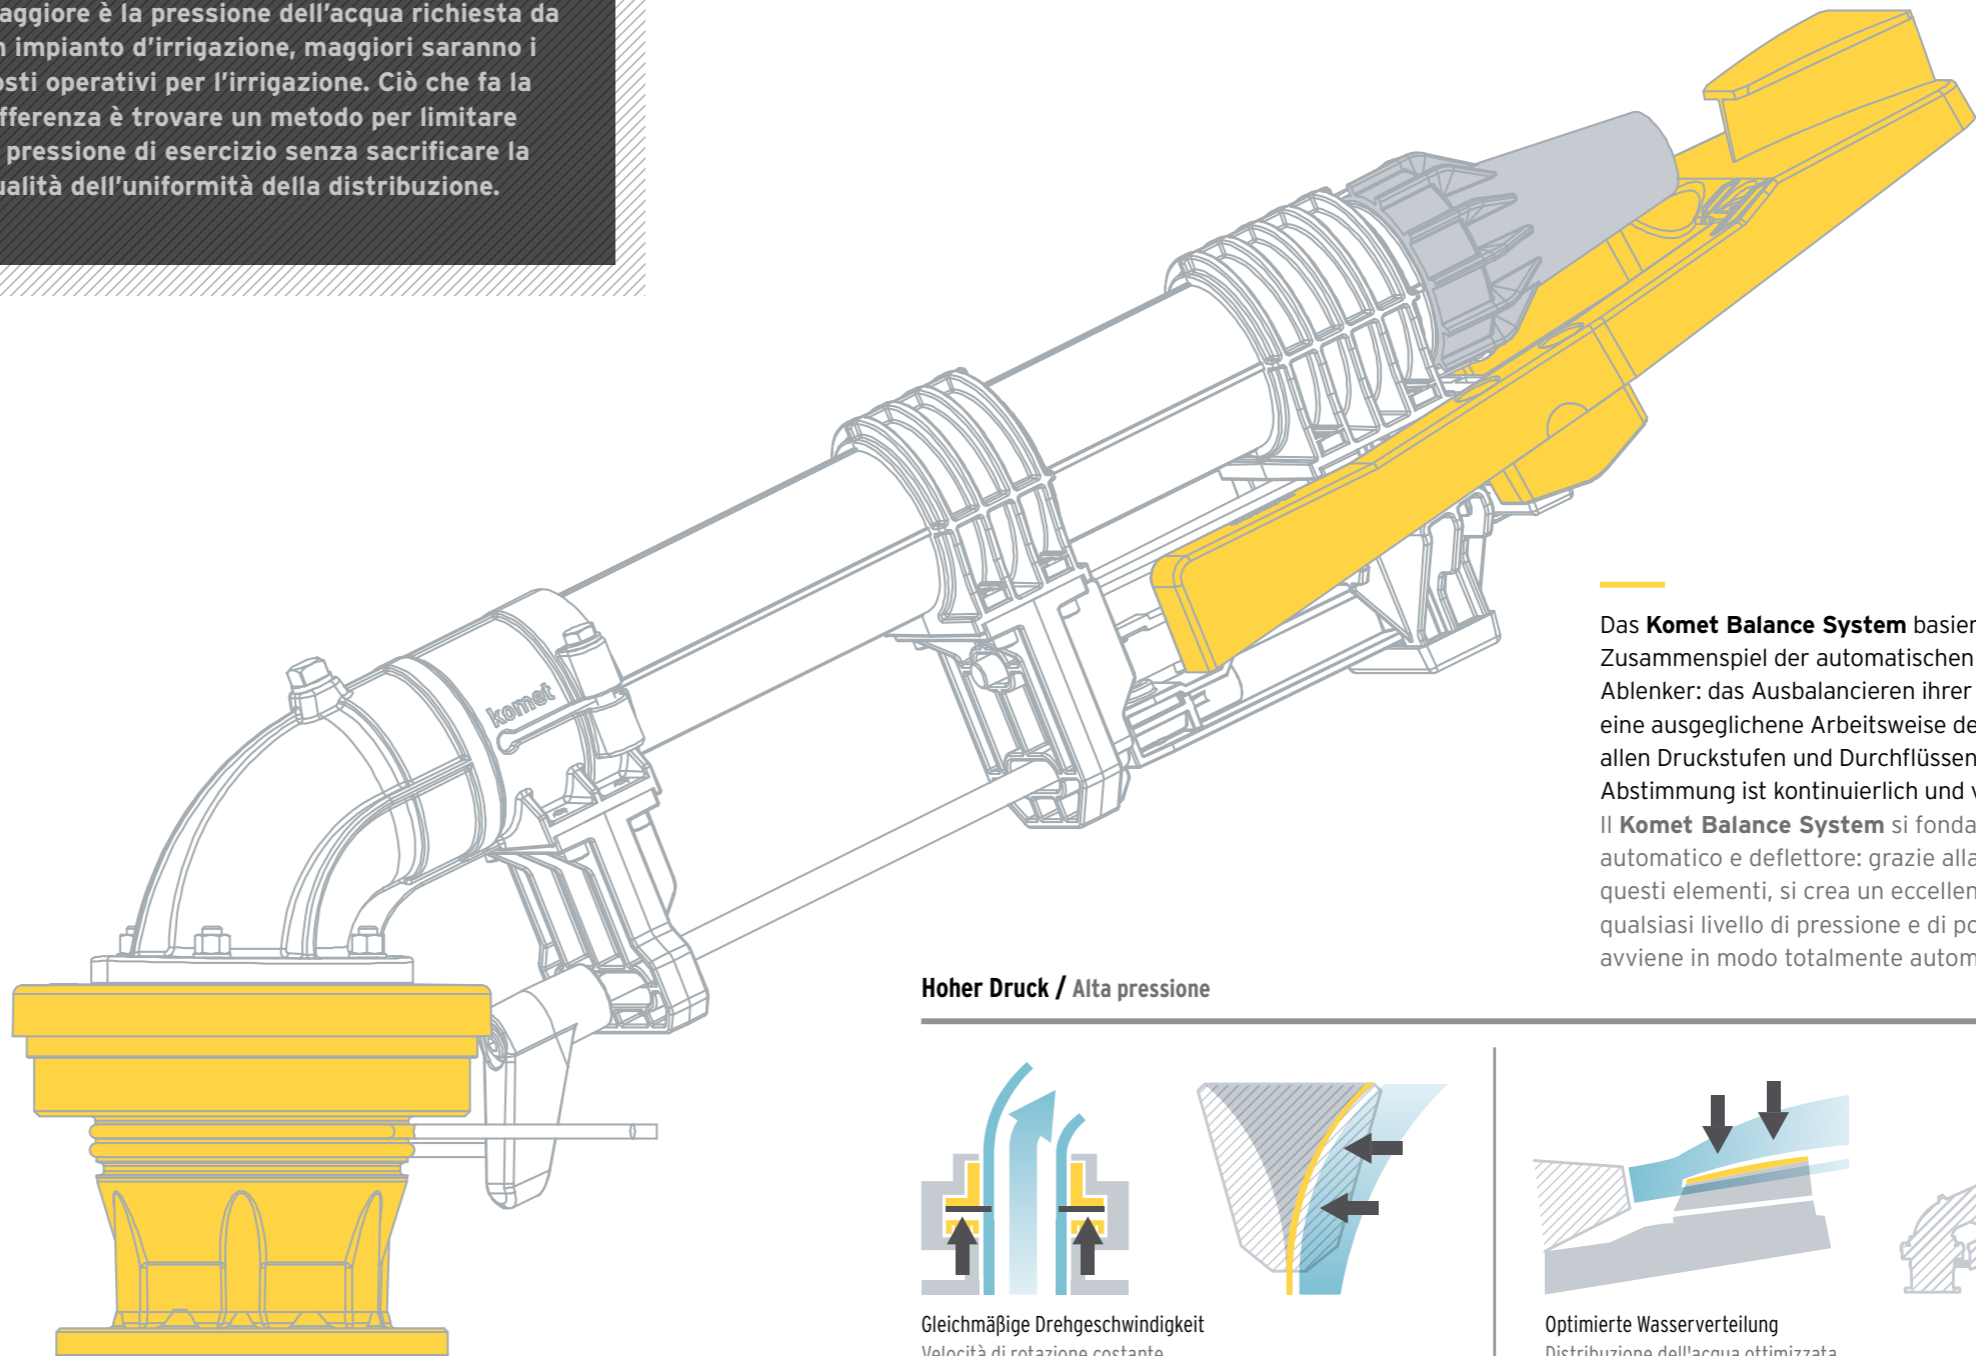 aggiore è la pressione dell'acqua richiesta da
impianto d'irrigazione, maggiori saranno i
osti operativi per l'irrigazione. Ciò che fa la
fferenza è trovare un metodo per limitare
pressione di esercizio senza sacrificare la
ualità dell'uniformità della distribuzione.
komet
Das Komet Balance System basier
Zusammenspiel der automatischen
Ablenker: das Ausbalancieren ihrer
eine ausgeglichene Arbeitsweise de
allen Druckstufen und Durchflüssen
Abstimmung ist kontinuierlich und v
Il Komet Balance System si fonda
automatico e deflettore: grazie alla
questi elementi, si crea un eccellen
qualsiasi livello di pressione e di po
avviene in modo totalmente autom
Hoher Druck / Alta pressione
Gleichmäßige Drehgeschwindigkeit
Velocità di rotazione costante
Optimierte Wasserverteilung
Distribuzione dell'acqua ottimizzata